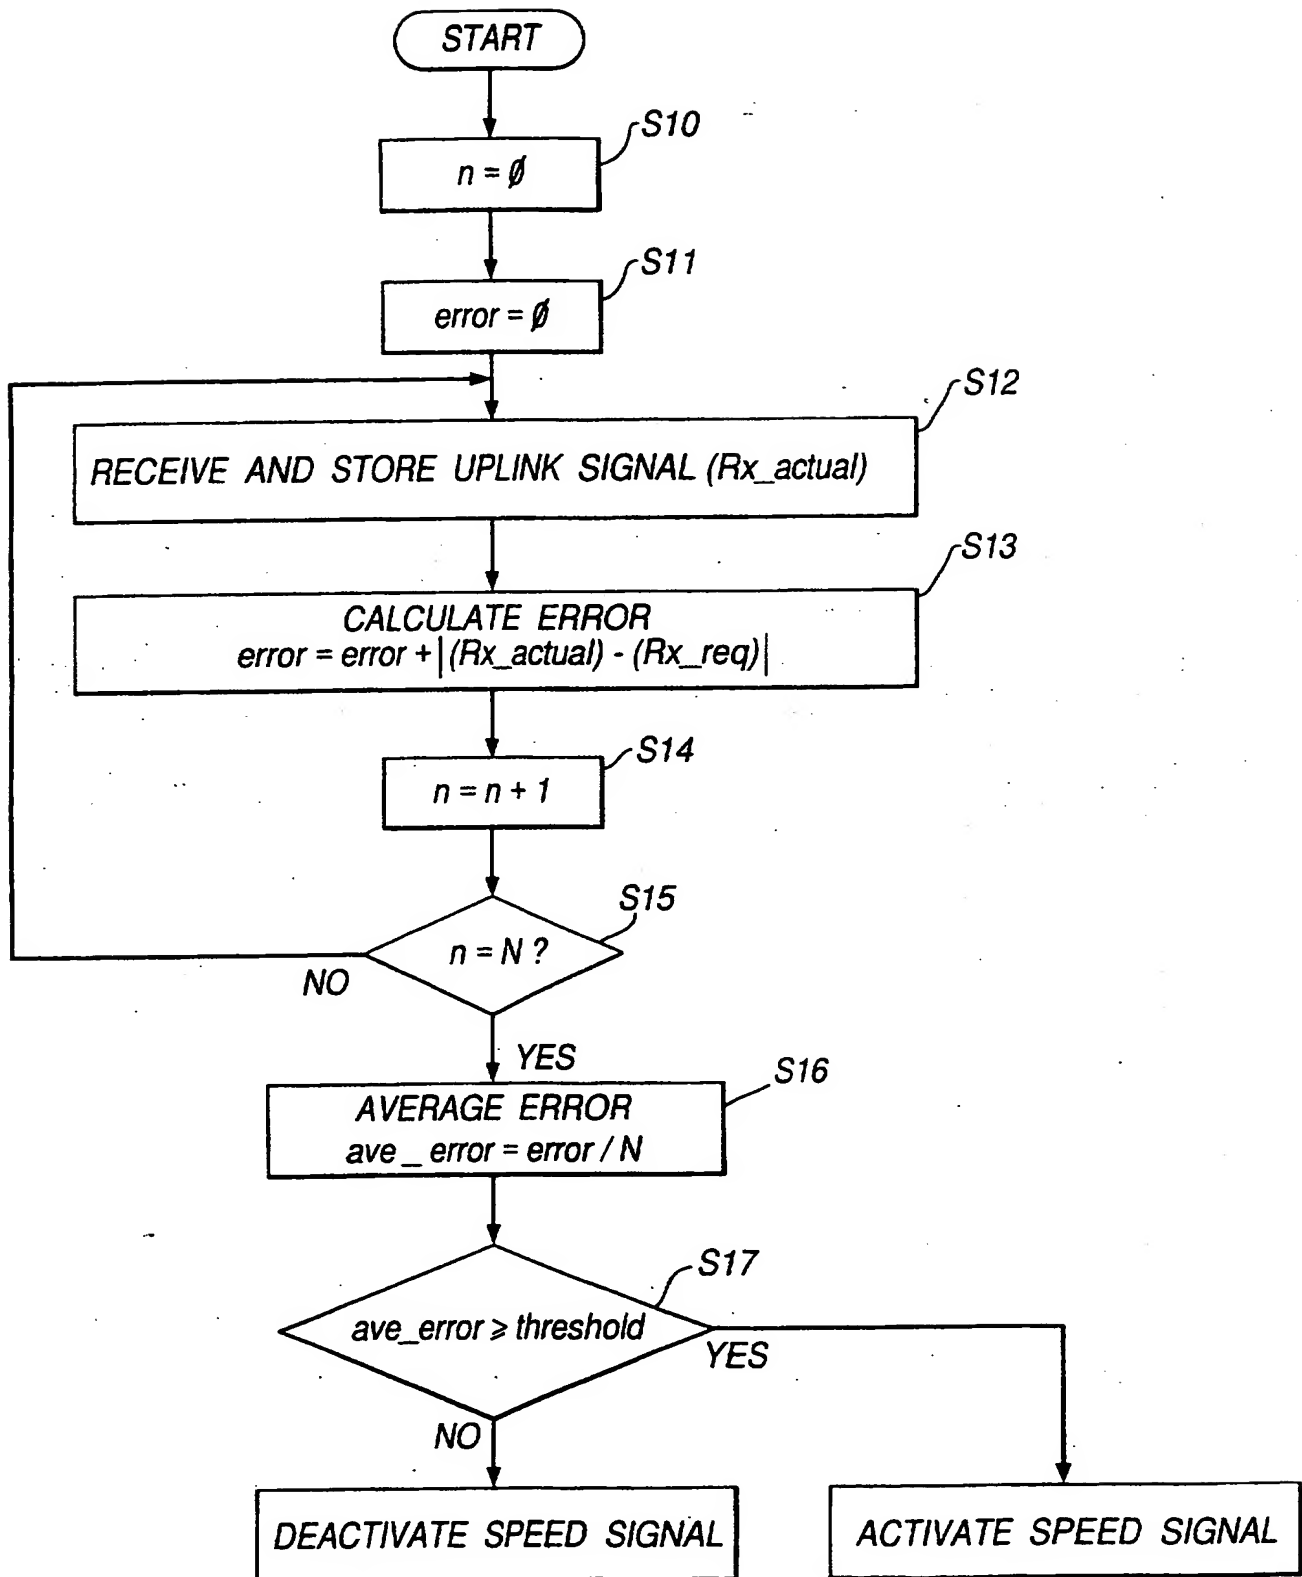 START
S10
n = ∅
S11
error = ∅
S12
RECEIVE AND STORE UPLINK SIGNAL (Rx_actual)
S13
CALCULATE ERROR
error = error + |(Rx_actual) - (Rx_req)|
S14
n = n + 1
S15
n = N ?
NO
YES
S16
AVERAGE ERROR
ave_error = error / N
S17
ave_error ⩾ threshold
YES
NO
DEACTIVATE SPEED SIGNAL
ACTIVATE SPEED SIGNAL